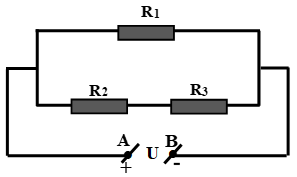 R₁
R₂ R₃
A U B
+ -